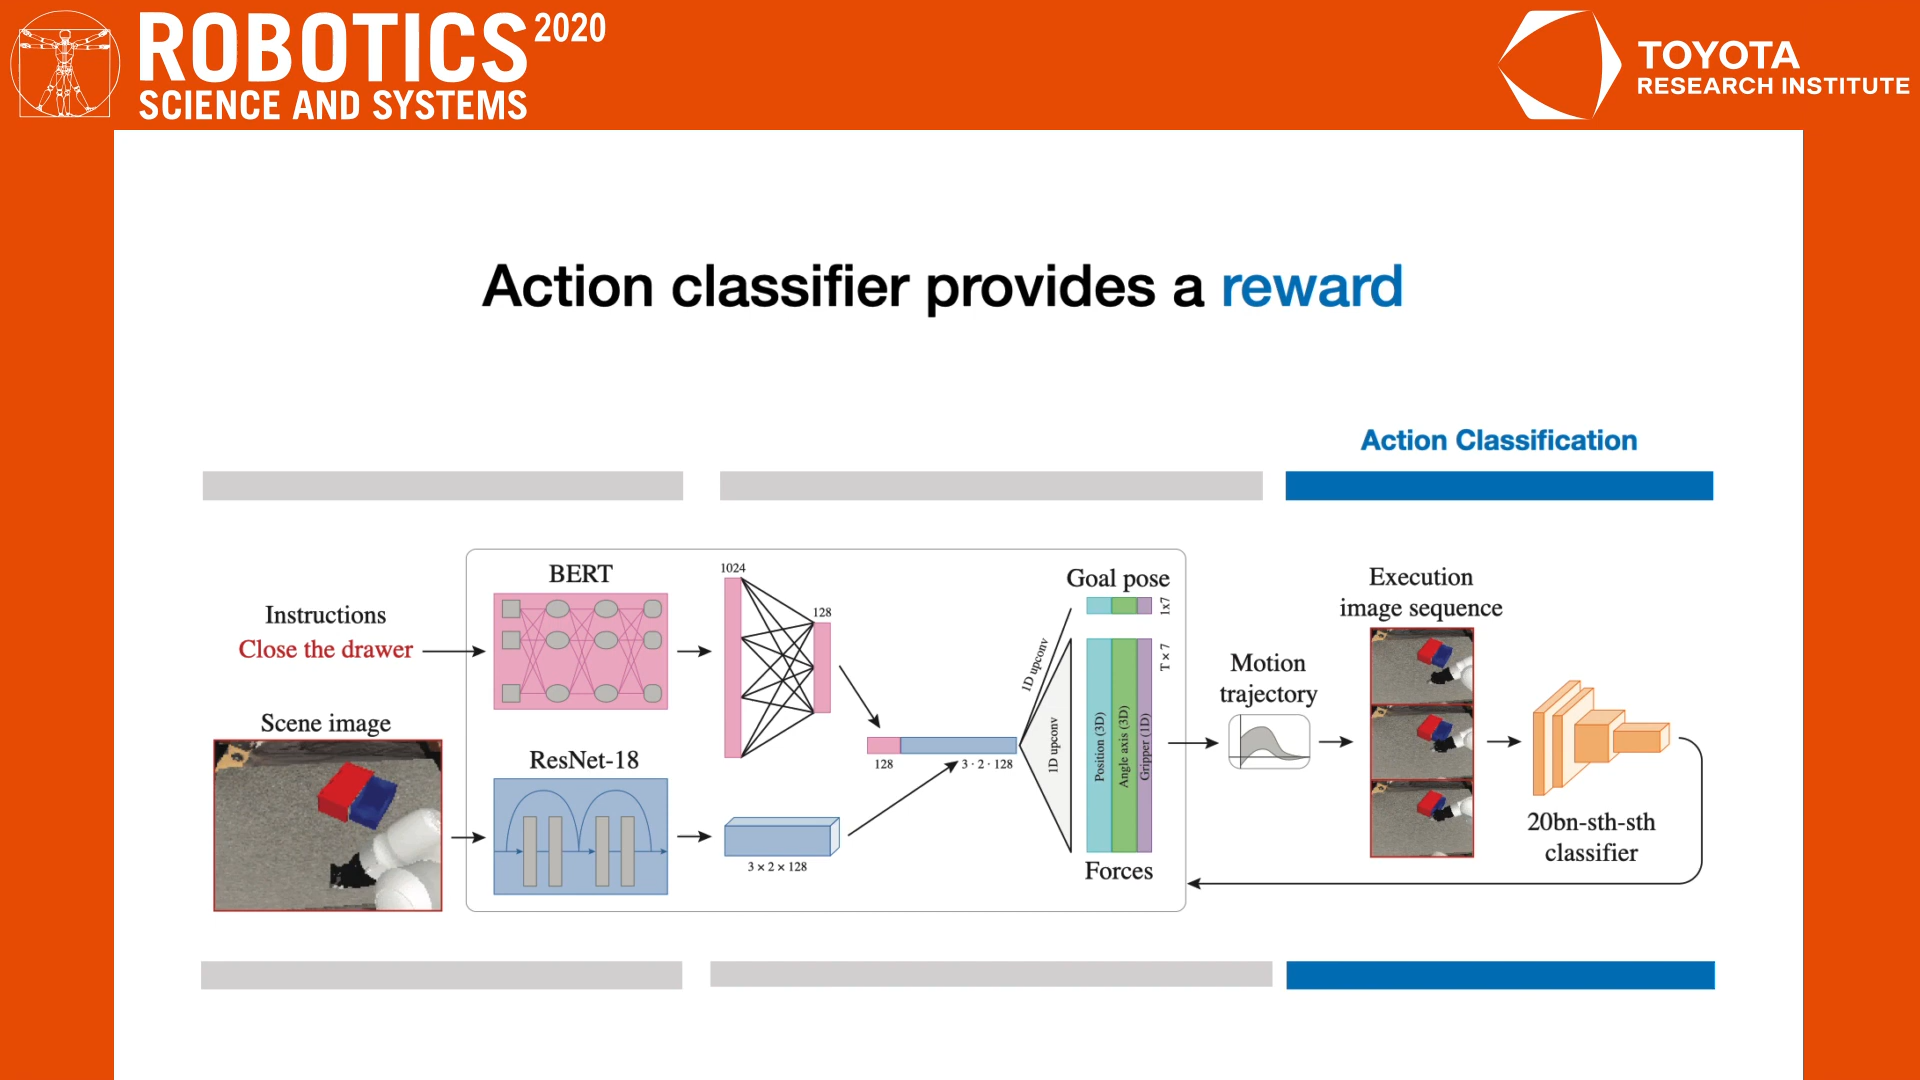 ROBOTICS 2020
SCIENCE AND SYSTEMS
TOYOTA
RESEARCH INSTITUTE
Action classifier provides a reward
Action Classification
Instructions
Close the drawer
Scene image
BERT
ResNet-18
1024
128
3 × 2 × 128
128
3 · 2 · 128
1D upconv
1D upconv
Goal pose
1x7
T × 7
Position (3D)
Angle axis (3D)
Gripper (1D)
Forces
Motion
trajectory
Execution
image sequence
20bn-sth-sth
classifier